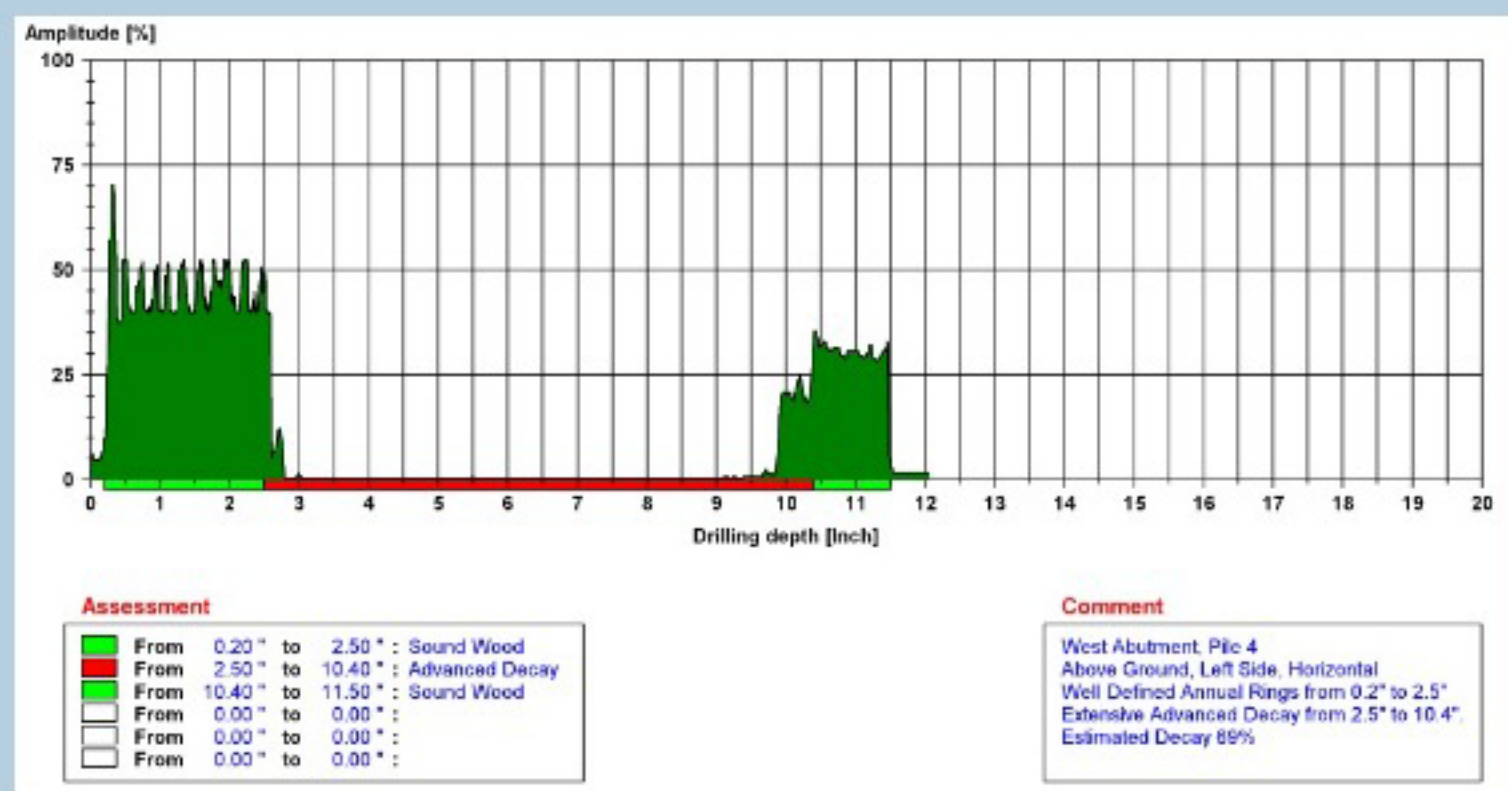 Amplitude [%]
100
75
50
25
0
0 1 2 3 4 5 6 7 8 9 10 11 12 13 14 15 16 17 18 19 20
Drilling depth [Inch]
Assessment
From 0.20 " to 2.50 " : Sound Wood
From 2.50 " to 10.40 " : Advanced Decay
From 10.40 " to 11.50 " : Sound Wood
From 0.00 " to 0.00 " :
From 0.00 " to 0.00 " :
From 0.00 " to 0.00 " :
Comment
West Abutment, Pile 4
Above Ground, Left Side, Horizontal
Well Defined Annual Rings from 0.2" to 2.5"
Extensive Advanced Decay from 2.5" to 10.4".
Estimated Decay 69%